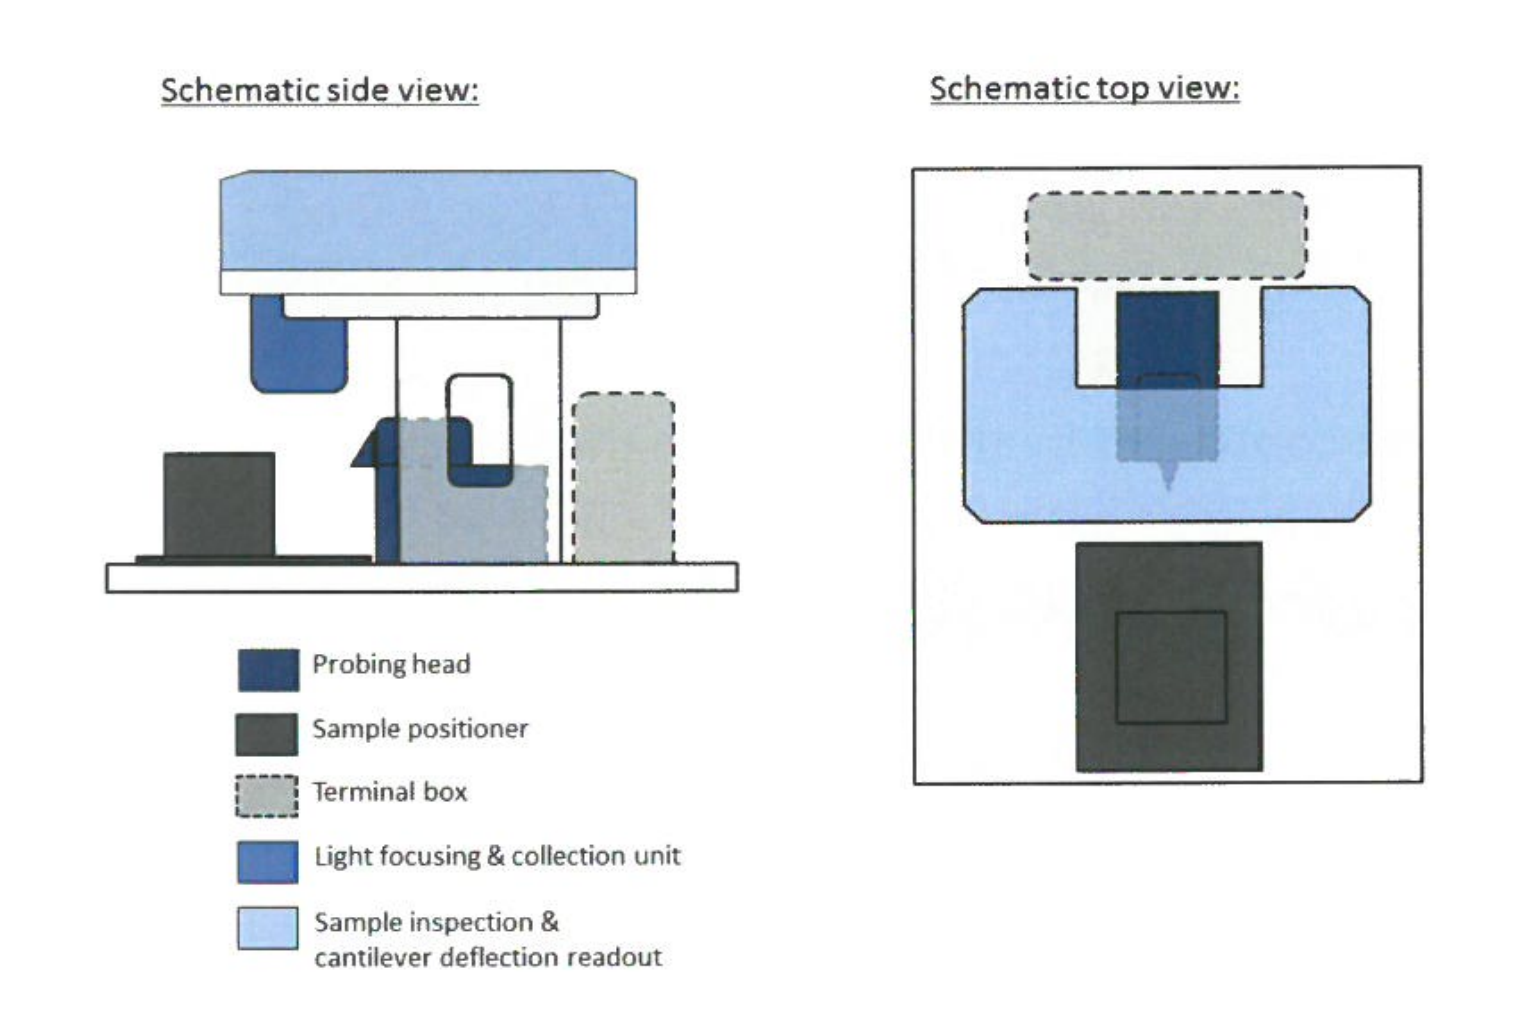 Schematic side view:
Schematic top view:
Probing head
Sample positioner
Terminal box
Light focusing & collection unit
Sample inspection &
cantilever deflection readout